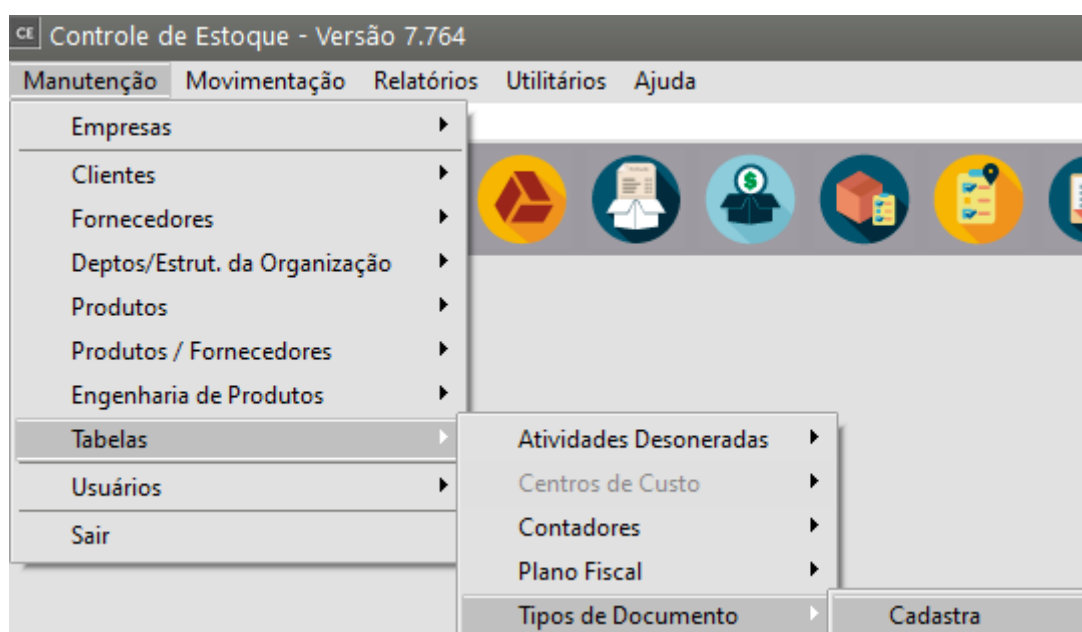 CE Controle de Estoque - Versão 7.764
Manutenção Movimentação Relatórios Utilitários Ajuda
Empresas
Clientes
Fornecedores
Deptos/Estrut. da Organização
Produtos
Produtos / Fornecedores
Engenharia de Produtos
Tabelas
Usuários
Sair
Atividades Desoneradas
Centros de Custo
Contadores
Plano Fiscal
Tipos de Documento
Cadastra